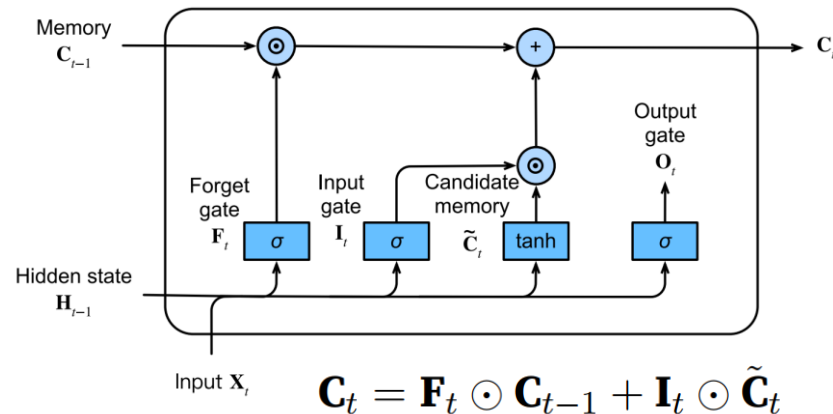 Memory
C_{t-1}
⊙
+
C_t
Output
gate
O_t
⊙
Forget
gate
F_t
Input
gate
I_t
Candidate
memory
C̃_t
σ
σ
tanh
σ
Hidden state
H_{t-1}
Input X_t
C_t = F_t ⊙ C_{t-1} + I_t ⊙ C̃_t